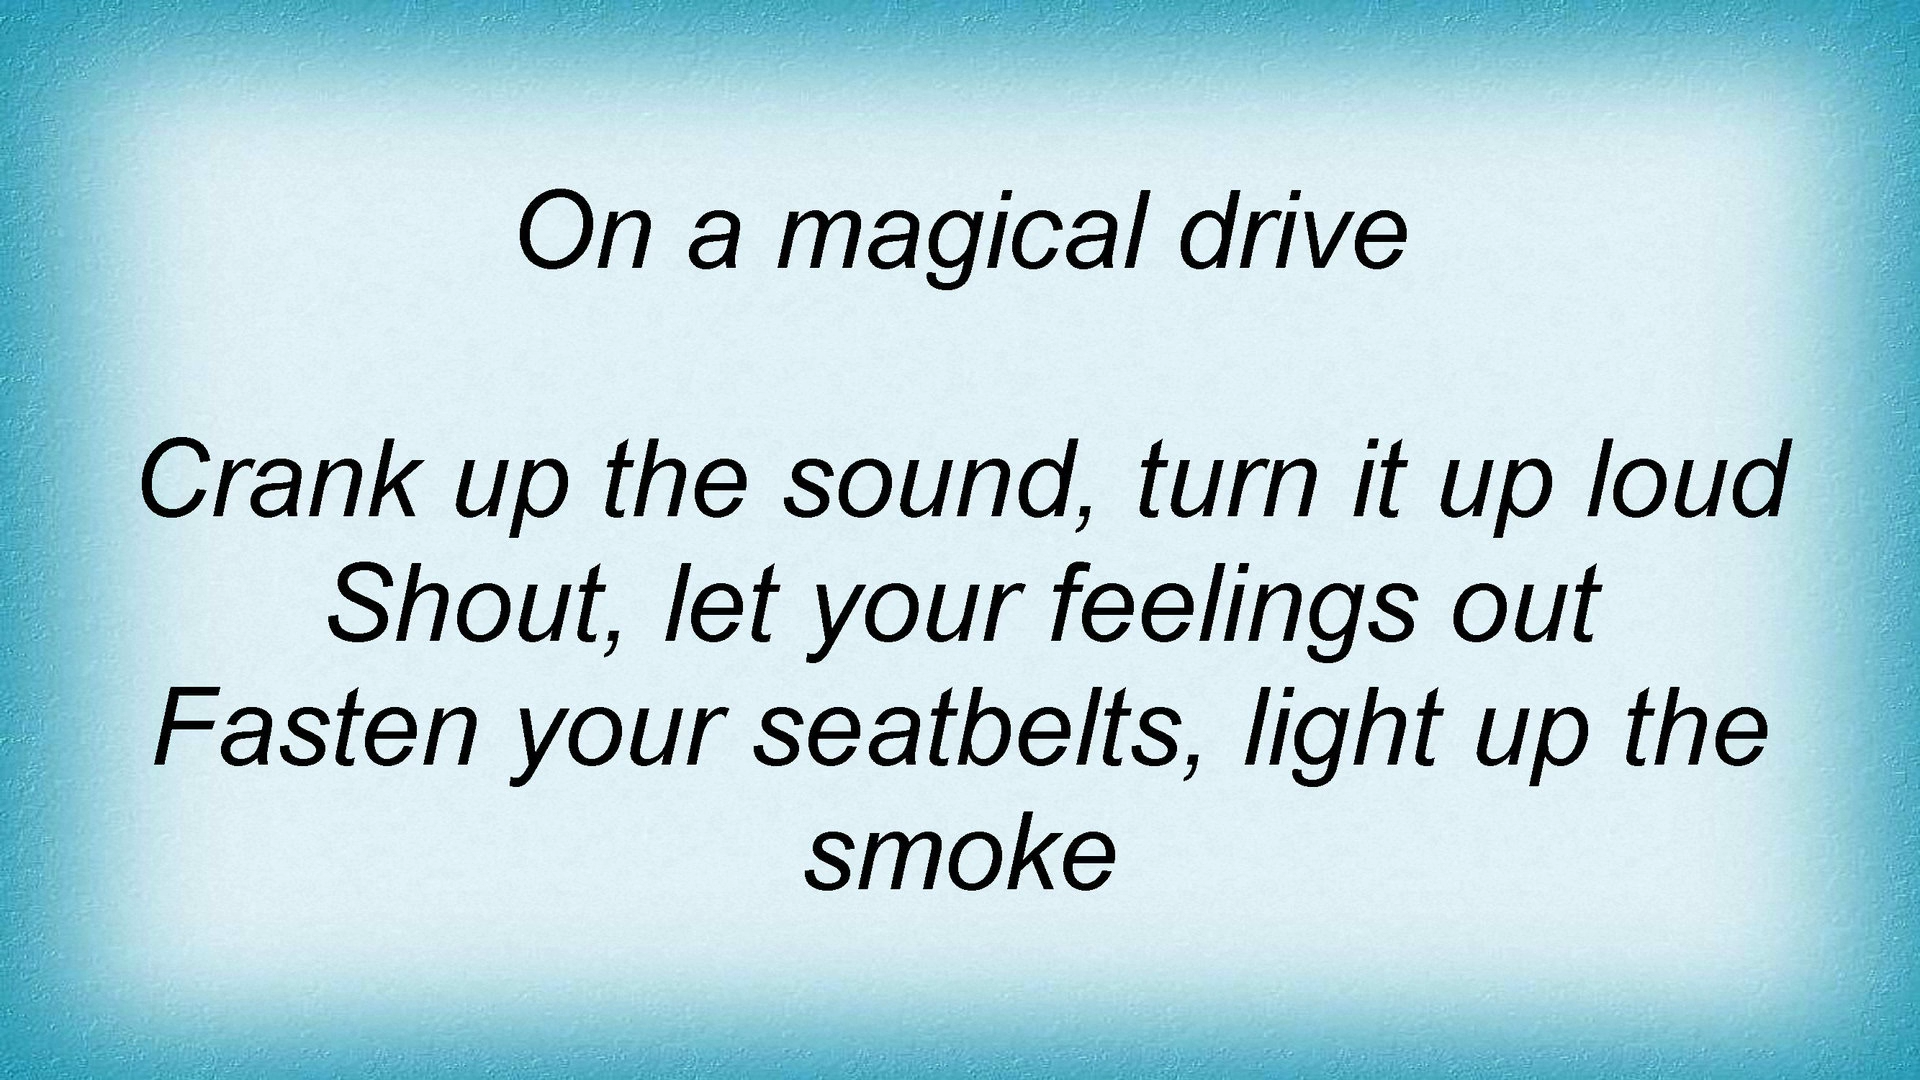 On a magical drive
Crank up the sound, turn it up loud
Shout, let your feelings out
Fasten your seatbelts, light up the
smoke